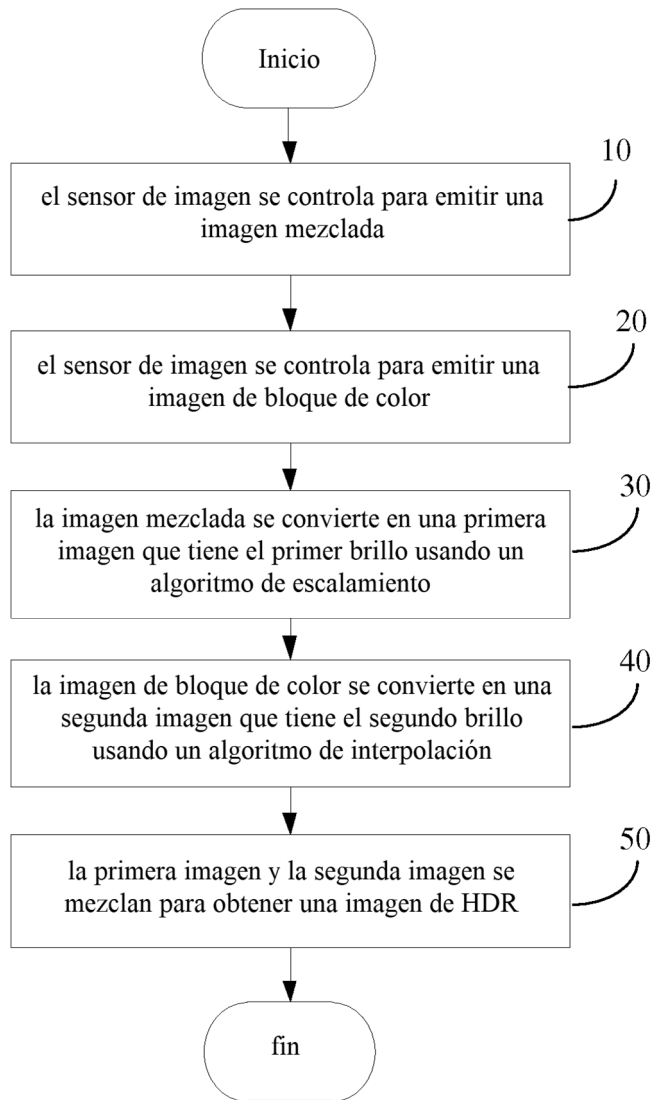 Inicio
10
el sensor de imagen se controla para emitir una
imagen mezclada
20
el sensor de imagen se controla para emitir una
imagen de bloque de color
30
la imagen mezclada se convierte en una primera
imagen que tiene el primer brillo usando un
algoritmo de escalamiento
40
la imagen de bloque de color se convierte en una
segunda imagen que tiene el segundo brillo
usando un algoritmo de interpolación
50
la primera imagen y la segunda imagen se
mezclan para obtener una imagen de HDR
fin